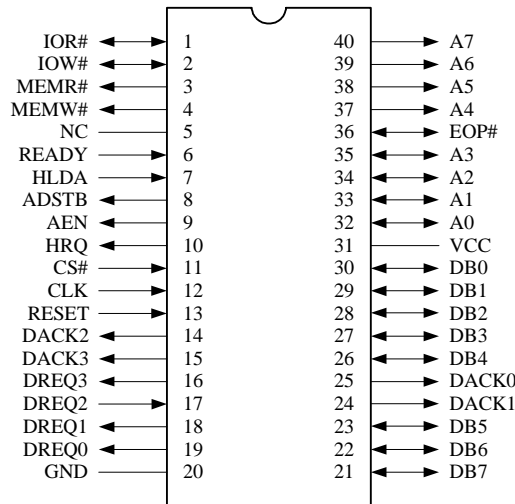 IOR# 1 40 A7
IOW# 2 39 A6
MEMR# 3 38 A5
MEMW# 4 37 A4
NC 5 36 EOP#
READY 6 35 A3
HLDA 7 34 A2
ADSTB 8 33 A1
AEN 9 32 A0
HRQ 10 31 VCC
CS# 11 30 DB0
CLK 12 29 DB1
RESET 13 28 DB2
DACK2 14 27 DB3
DACK3 15 26 DB4
DREQ3 16 25 DACK0
DREQ2 17 24 DACK1
DREQ1 18 23 DB5
DREQ0 19 22 DB6
GND 20 21 DB7